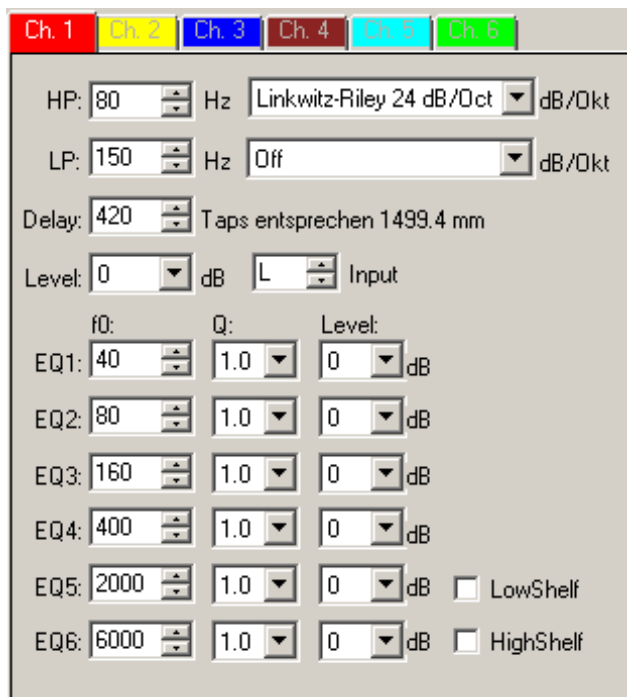 Ch. 1 Ch. 2 Ch. 3 Ch. 4 Ch. 5 Ch. 6
HP: 80 Hz Linkwitz-Riley 24 dB/Oct dB/Okt
LP: 150 Hz Off dB/Okt
Delay: 420 Taps entsprechen 1499.4 mm
Level: 0 dB L Input
f0: Q: Level:
EQ1: 40 1.0 0 dB
EQ2: 80 1.0 0 dB
EQ3: 160 1.0 0 dB
EQ4: 400 1.0 0 dB
EQ5: 2000 1.0 0 dB LowShelf
EQ6: 6000 1.0 0 dB HighShelf